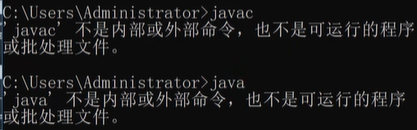 C:\Users\Administrator>javac
'javac' 不是内部或外部命令，也不是可运行的程序
或批处理文件。
C:\Users\Administrator>java
'java' 不是内部或外部命令，也不是可运行的程序
或批处理文件。